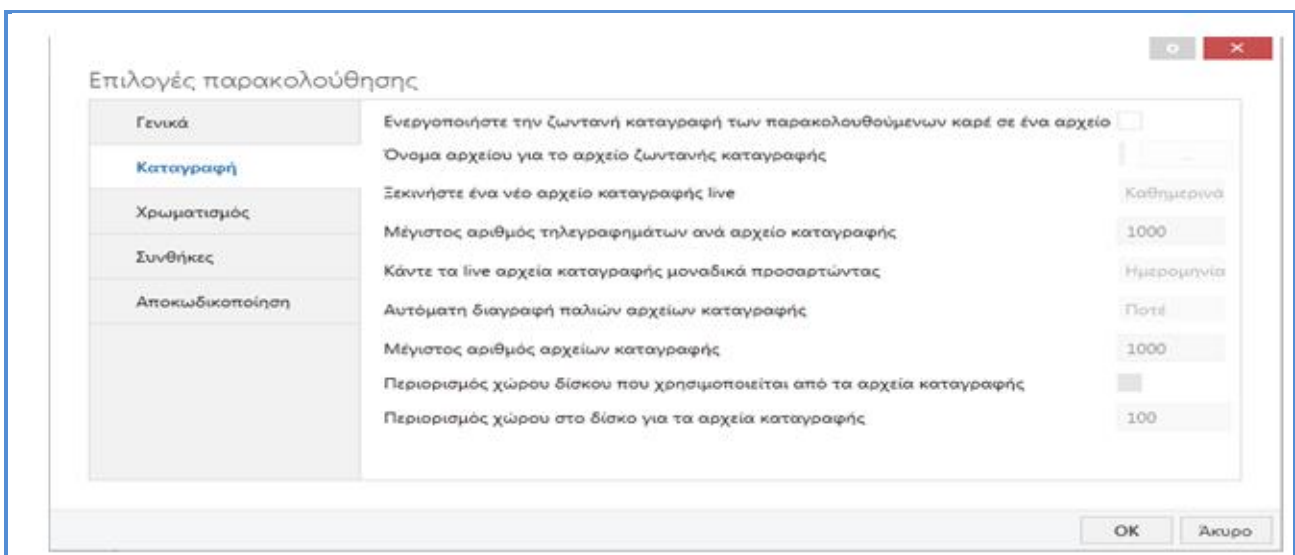 Επιλογές παρακολούθησης
Γενικά
Καταγραφή
Χρωματισμός
Συνθήκες
Αποκωδικοποίηση
Ενεργοποιήστε την ζωντανή καταγραφή των παρακολουθούμενων καρέ σε ένα αρχείο
Όνομα αρχείου για το αρχείο ζωντανής καταγραφής ...
Ξεκινήστε ένα νέο αρχείο καταγραφής live Καθημερινά
Μέγιστος αριθμός τηλεγραφημάτων ανά αρχείο καταγραφής 1000
Κάντε τα live αρχεία καταγραφής μοναδικά προσαρτώντας Ημερομηνία
Αυτόματη διαγραφή παλιών αρχείων καταγραφής Ποτέ
Μέγιστος αριθμός αρχείων καταγραφής 1000
Περιορισμός χώρου δίσκου που χρησιμοποιείται από τα αρχεία καταγραφής
Περιορισμός χώρου στο δίσκο για τα αρχεία καταγραφής 100
OK Άκυρο